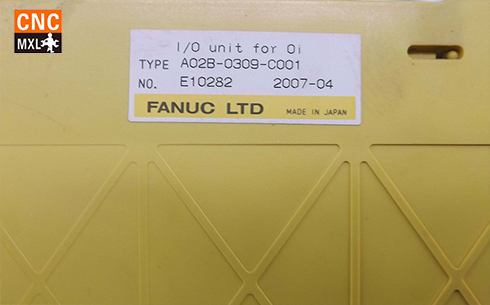 CNC
MXL
I/O unit for 0i
TYPE A02B-0309-C001
NO. E10282 2007-04
FANUC LTD MADE IN JAPAN